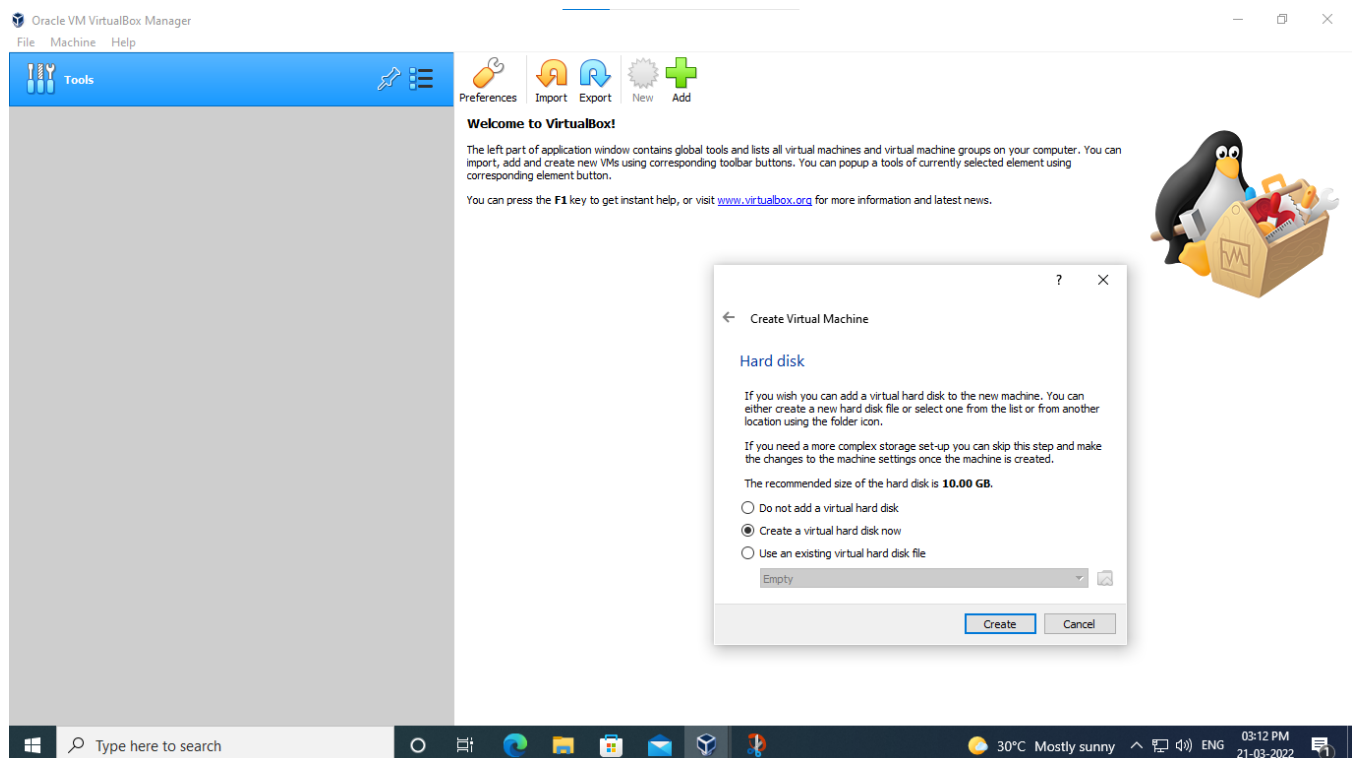 Oracle VM VirtualBox Manager
File Machine Help
Tools
Preferences Import Export New Add
Welcome to VirtualBox!
The left part of application window contains global tools and lists all virtual machines and virtual machine groups on your computer. You can
import, add and create new VMs using corresponding toolbar buttons. You can popup a tools of currently selected element using
corresponding element button.
You can press the F1 key to get instant help, or visit www.virtualbox.org for more information and latest news.
? 
Create Virtual Machine
Hard disk
If you wish you can add a virtual hard disk to the new machine. You can
either create a new hard disk file or select one from the list or from another
location using the folder icon.
If you need a more complex storage set-up you can skip this step and make
the changes to the machine settings once the machine is created.
The recommended size of the hard disk is 10.00 GB.
Do not add a virtual hard disk
Create a virtual hard disk now
Use an existing virtual hard disk file
Empty
Create Cancel
Type here to search
30°C Mostly sunny ENG
03:12 PM
21-03-2022
1